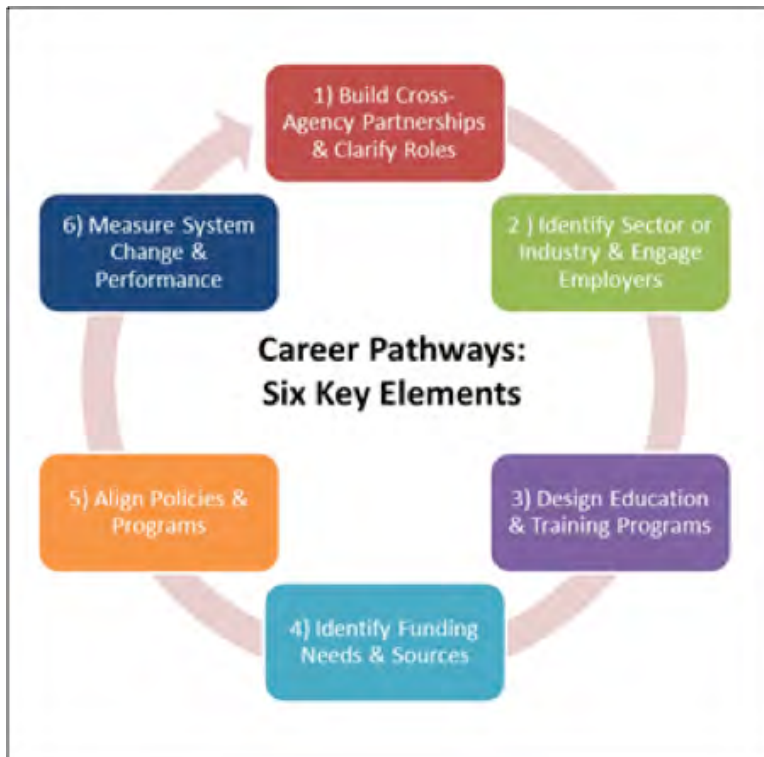 1) Build Cross-
Agency Partnerships
& Clarify Roles
2 ) Identify Sector or
Industry & Engage
Employers
3) Design Education
& Training Programs
4) Identify Funding
Needs & Sources
5) Align Policies &
Programs
6) Measure System
Change &
Performance
Career Pathways:
Six Key Elements